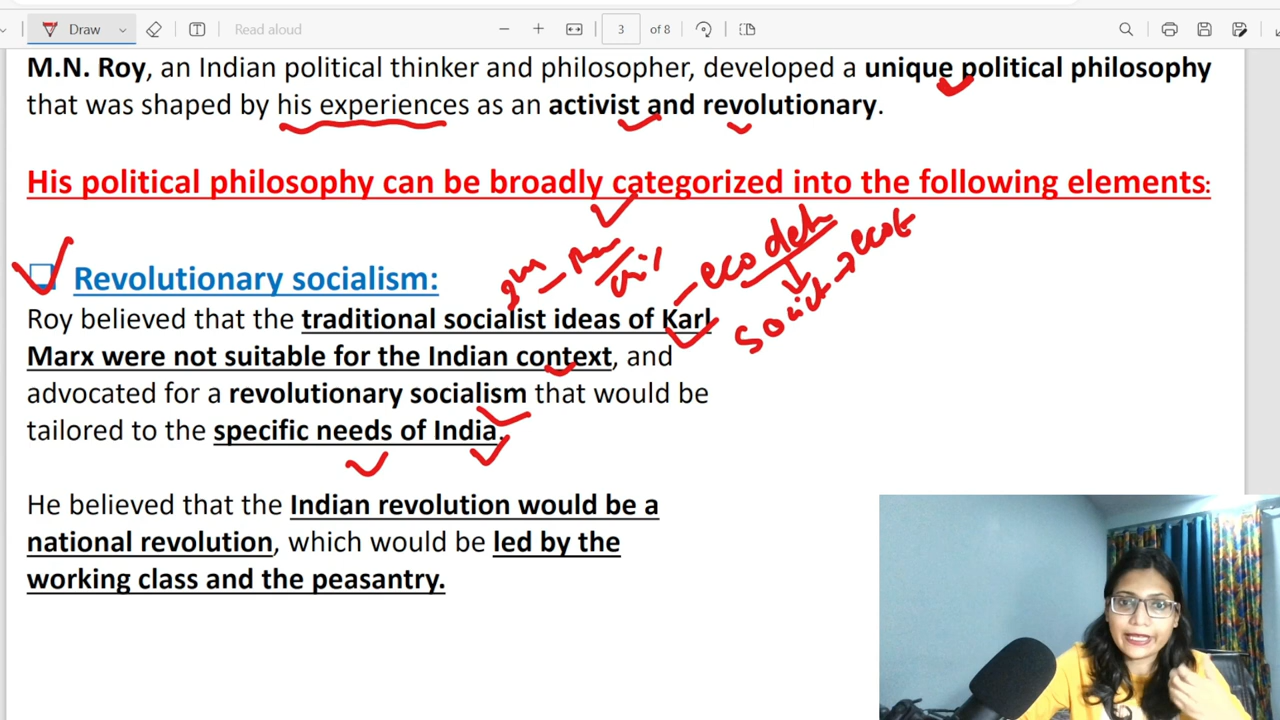 Draw
Read aloud
3
of 8
M.N. Roy, an Indian political thinker and philosopher, developed a unique political philosophy
that was shaped by his experiences as an activist and revolutionary.
His political philosophy can be broadly categorized into the following elements:
Revolutionary socialism:
eco det
Roy believed that the traditional socialist ideas of Karl
Marx were not suitable for the Indian context, and
advocated for a revolutionary socialism that would be
tailored to the specific needs of India.
He believed that the Indian revolution would be a
national revolution, which would be led by the
working class and the peasantry.